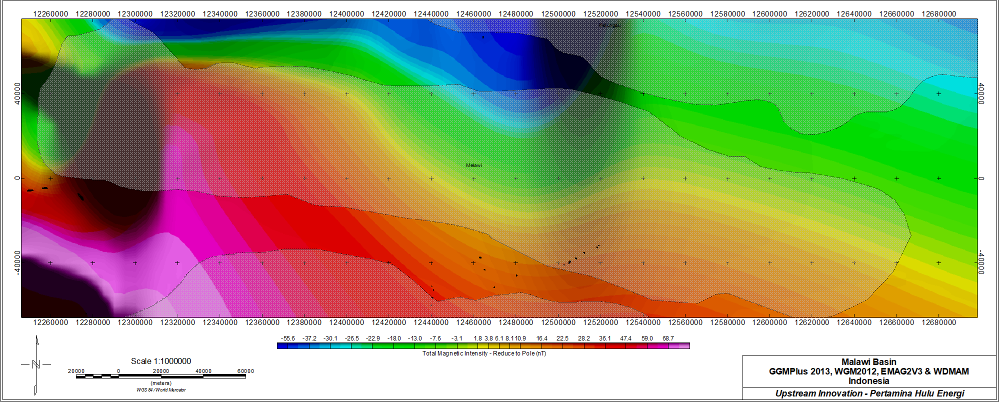 12260000 12280000 12300000 12320000 12340000 12360000 12380000 12400000 12420000 12440000 12460000 12480000 12500000 12520000 12540000 12560000 12580000 12600000 12620000 12640000 12660000 12680000
40000 40000
Melawi
0 0
-40000 -40000
12260000 12280000 12300000 12320000 12340000 12360000 12380000 12400000 12420000 12440000 12460000 12480000 12500000 12520000 12540000 12560000 12580000 12600000 12620000 12640000 12660000 12680000
-55.6 -37.2 -30.1 -26.5 -22.9 -18.0 -13.0 -7.6 -3.1 1.8 3.8 6.1 8.1 10.9 16.4 22.5 28.2 36.1 47.4 59.0 68.7
Total Magnetic Intensity - Reduce to Pole (nT)
N
Scale 1:1000000
20000 0 20000 40000 60000
(meters)
WGS 84 / World Mercator
Malawi Basin
GGMPlus 2013, WGM2012, EMAG2V3 & WDMAM
Indonesia
Upstream Innovation - Pertamina Hulu Energi